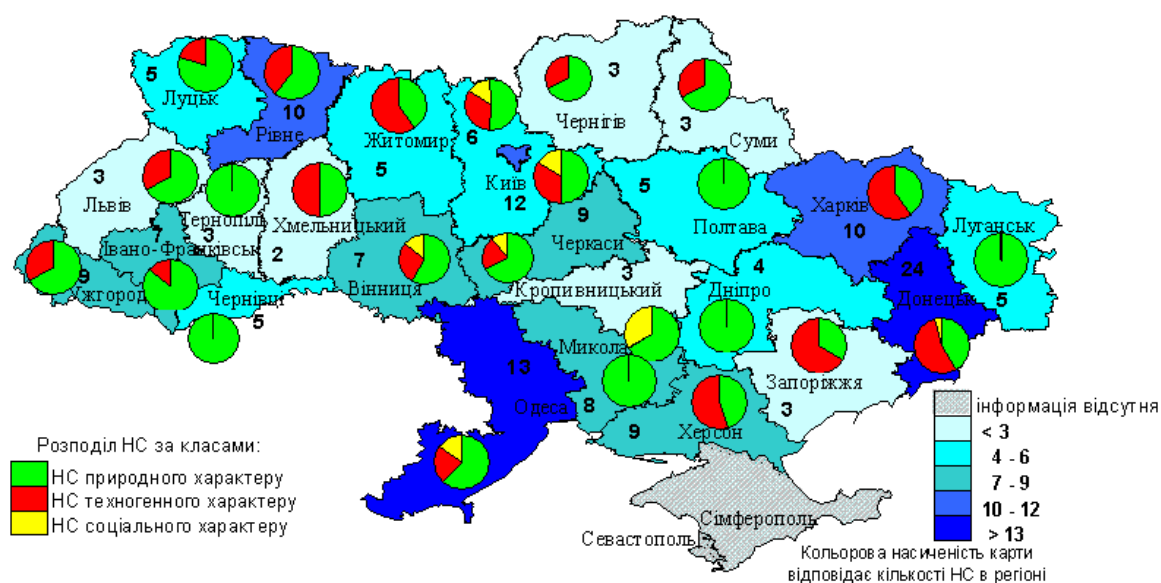 5
Луцьк
10
Рівне
Житомир
5
6
3
Чернігів
3
Суми
3
Львів
Тернопіль
3
Хмельницький
2
Київ
12
9
Черкаси
5
Полтава
Харків
10
Луганськ
5
7
Івано-Франківськ
9
Ужгород
Чернівці
5
7
Вінниця
3
Кропивницький
4
Дніпро
24
Донецьк
13
Одеса
Микола
8
9
Херсон
Запоріжжя
3
Сімферополь
Севастополь
Розподіл НС за класами:
НС природного характеру
НС техногенного характеру
НС соціального характеру
інформація відсутня
< 3
4 - 6
7 - 9
10 - 12
> 13
Кольорова насиченість карти
відповідає кількості НС в регіоні